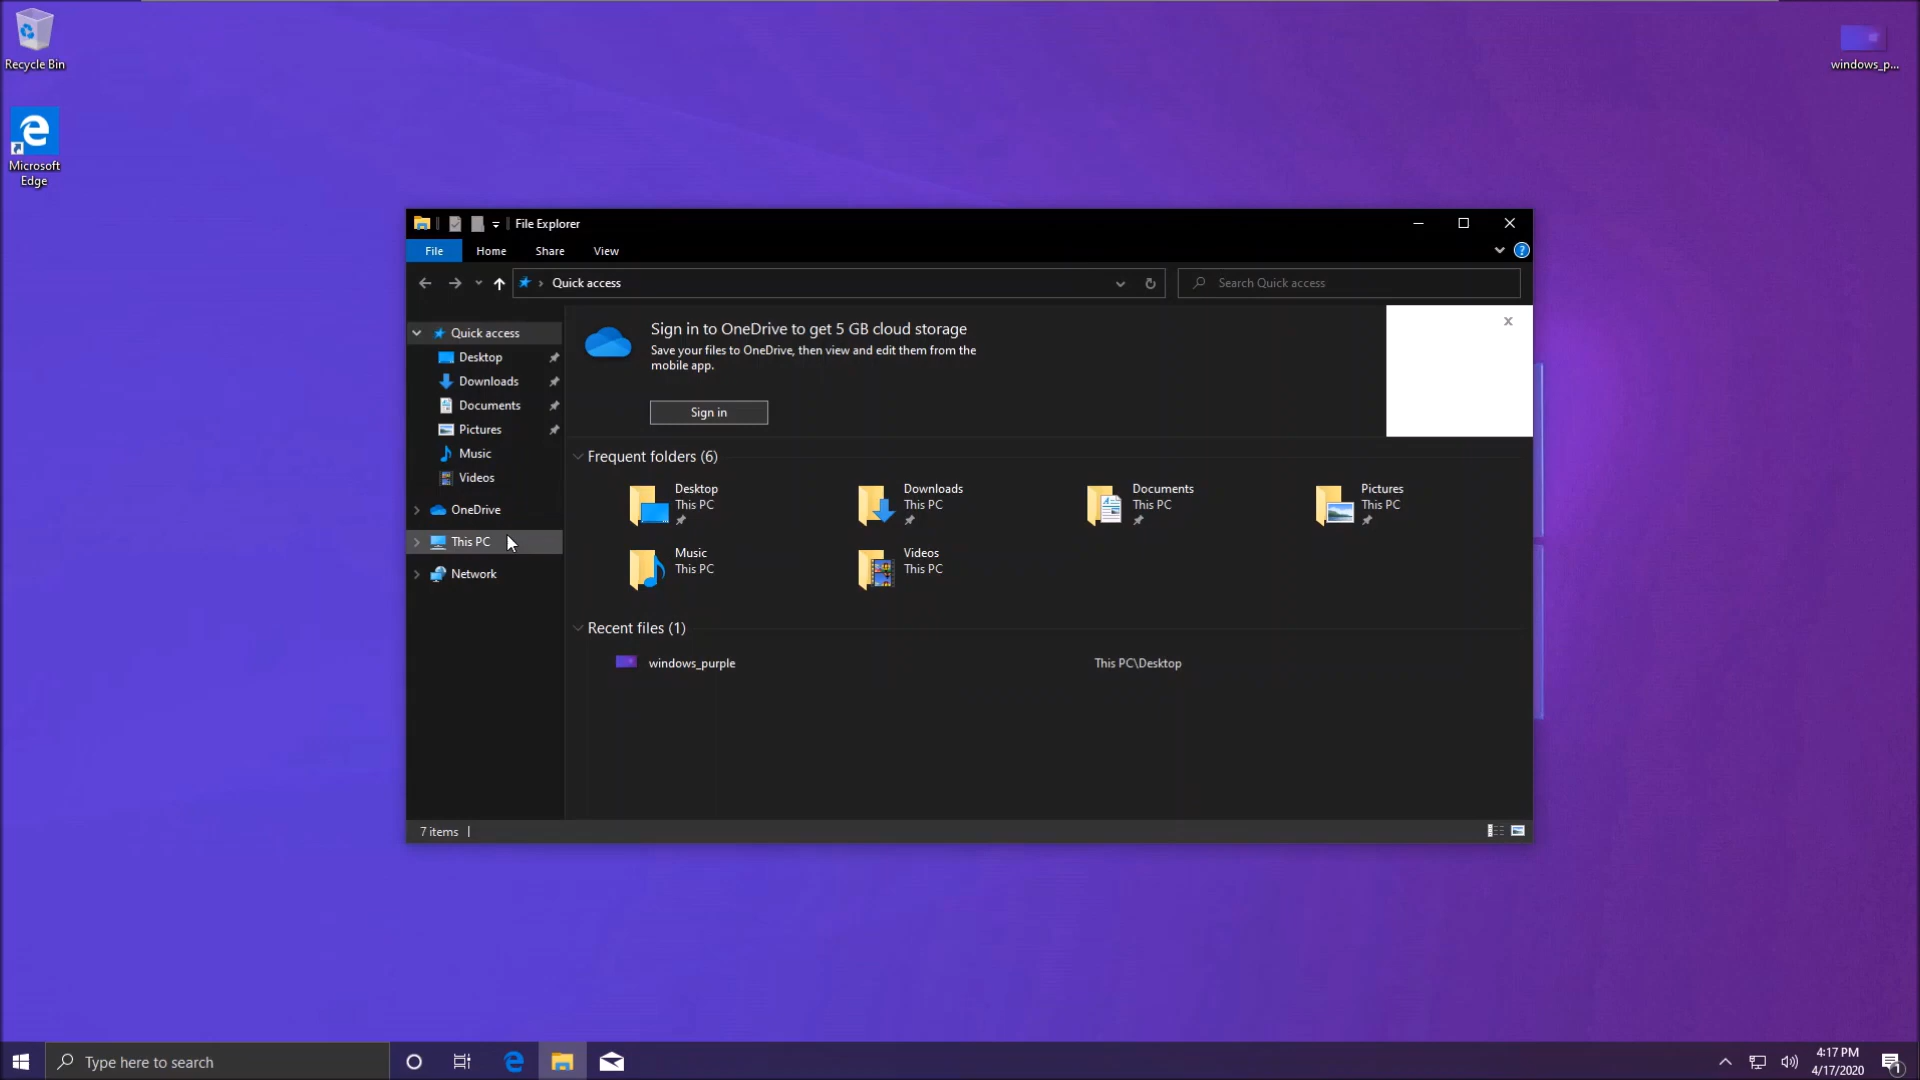 Recycle Bin
windows_p...
Microsoft
Edge
File Explorer
File
Home
Share
View
Quick access
Search Quick access
Quick access
Desktop
Downloads
Documents
Pictures
Music
Videos
OneDrive
This PC
Network
Sign in to OneDrive to get 5 GB cloud storage
Save your files to OneDrive, then view and edit them from the
mobile app.
Sign in
Frequent folders (6)
Desktop
This PC
Downloads
This PC
Documents
This PC
Pictures
This PC
Music
This PC
Videos
This PC
Recent files (1)
windows_purple
This PC\Desktop
7 items
Type here to search
4:17 PM
4/17/2020
1